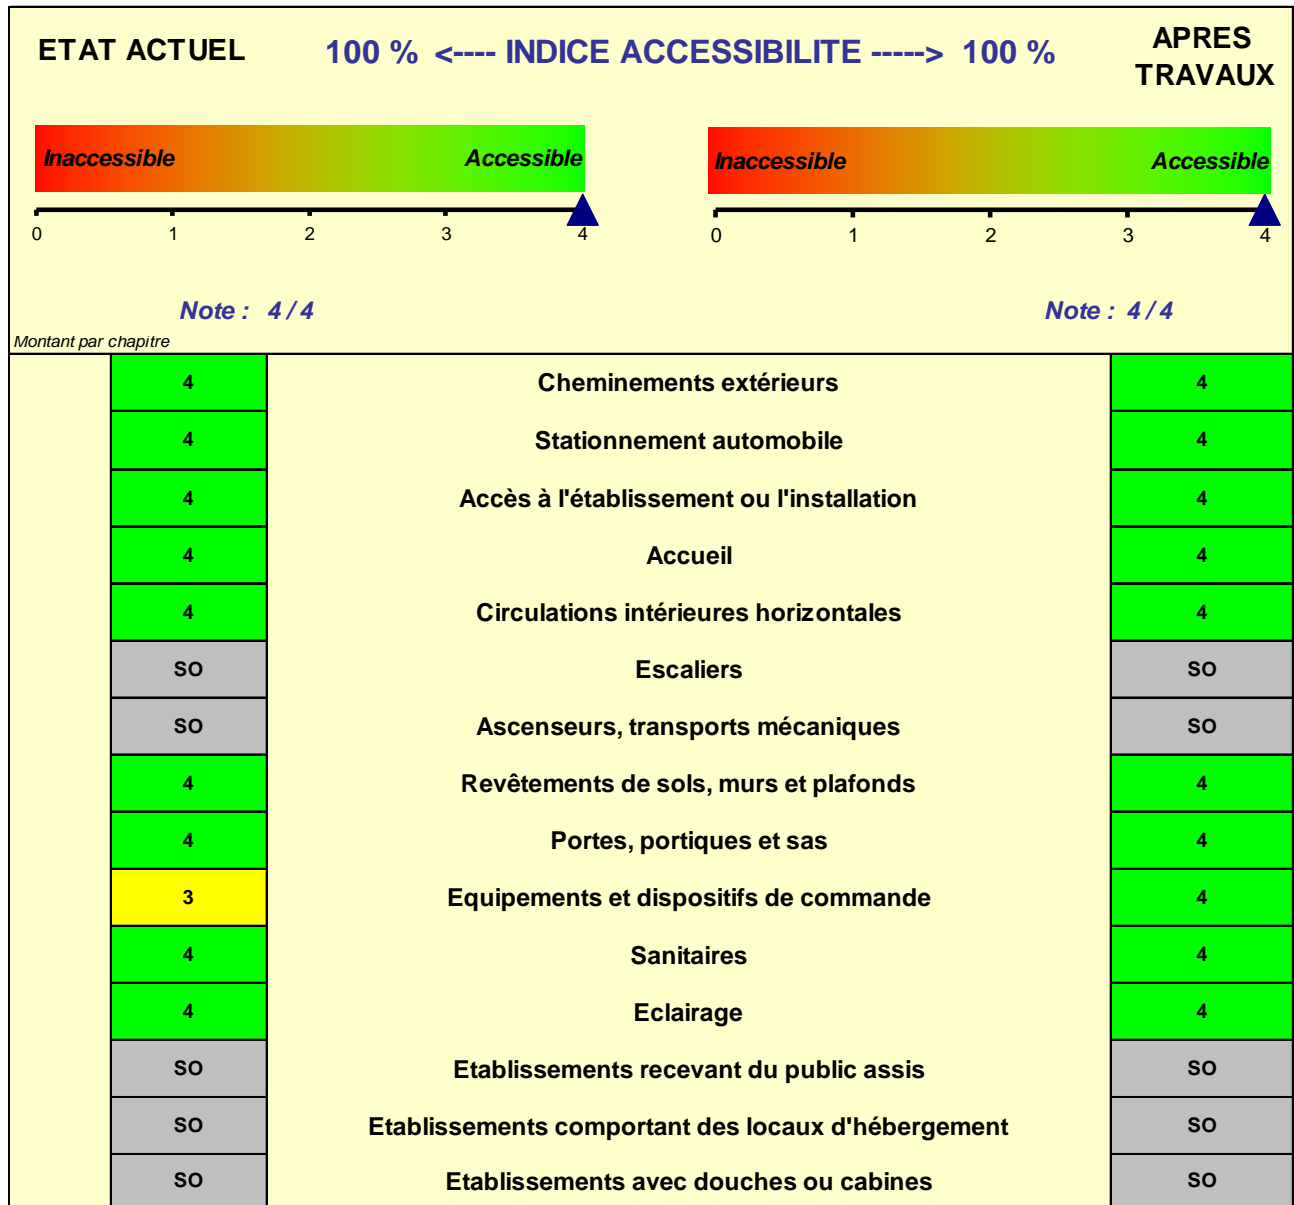 ETAT ACTUEL 100 % <---- INDICE ACCESSIBILITE -----> 100 % APRES
TRAVAUX
Inaccessible Accessible Inaccessible Accessible
0 1 2 3 4 0 1 2 3 4
Note : 4 / 4 Note : 4 / 4
Montant par chapitre
4 Cheminements extérieurs 4
4 Stationnement automobile 4
4 Accès à l'établissement ou l'installation 4
4 Accueil 4
4 Circulations intérieures horizontales 4
SO Escaliers SO
SO Ascenseurs, transports mécaniques SO
4 Revêtements de sols, murs et plafonds 4
4 Portes, portiques et sas 4
3 Equipements et dispositifs de commande 4
4 Sanitaires 4
4 Eclairage 4
SO Etablissements recevant du public assis SO
SO Etablissements comportant des locaux d'hébergement SO
SO Etablissements avec douches ou cabines SO